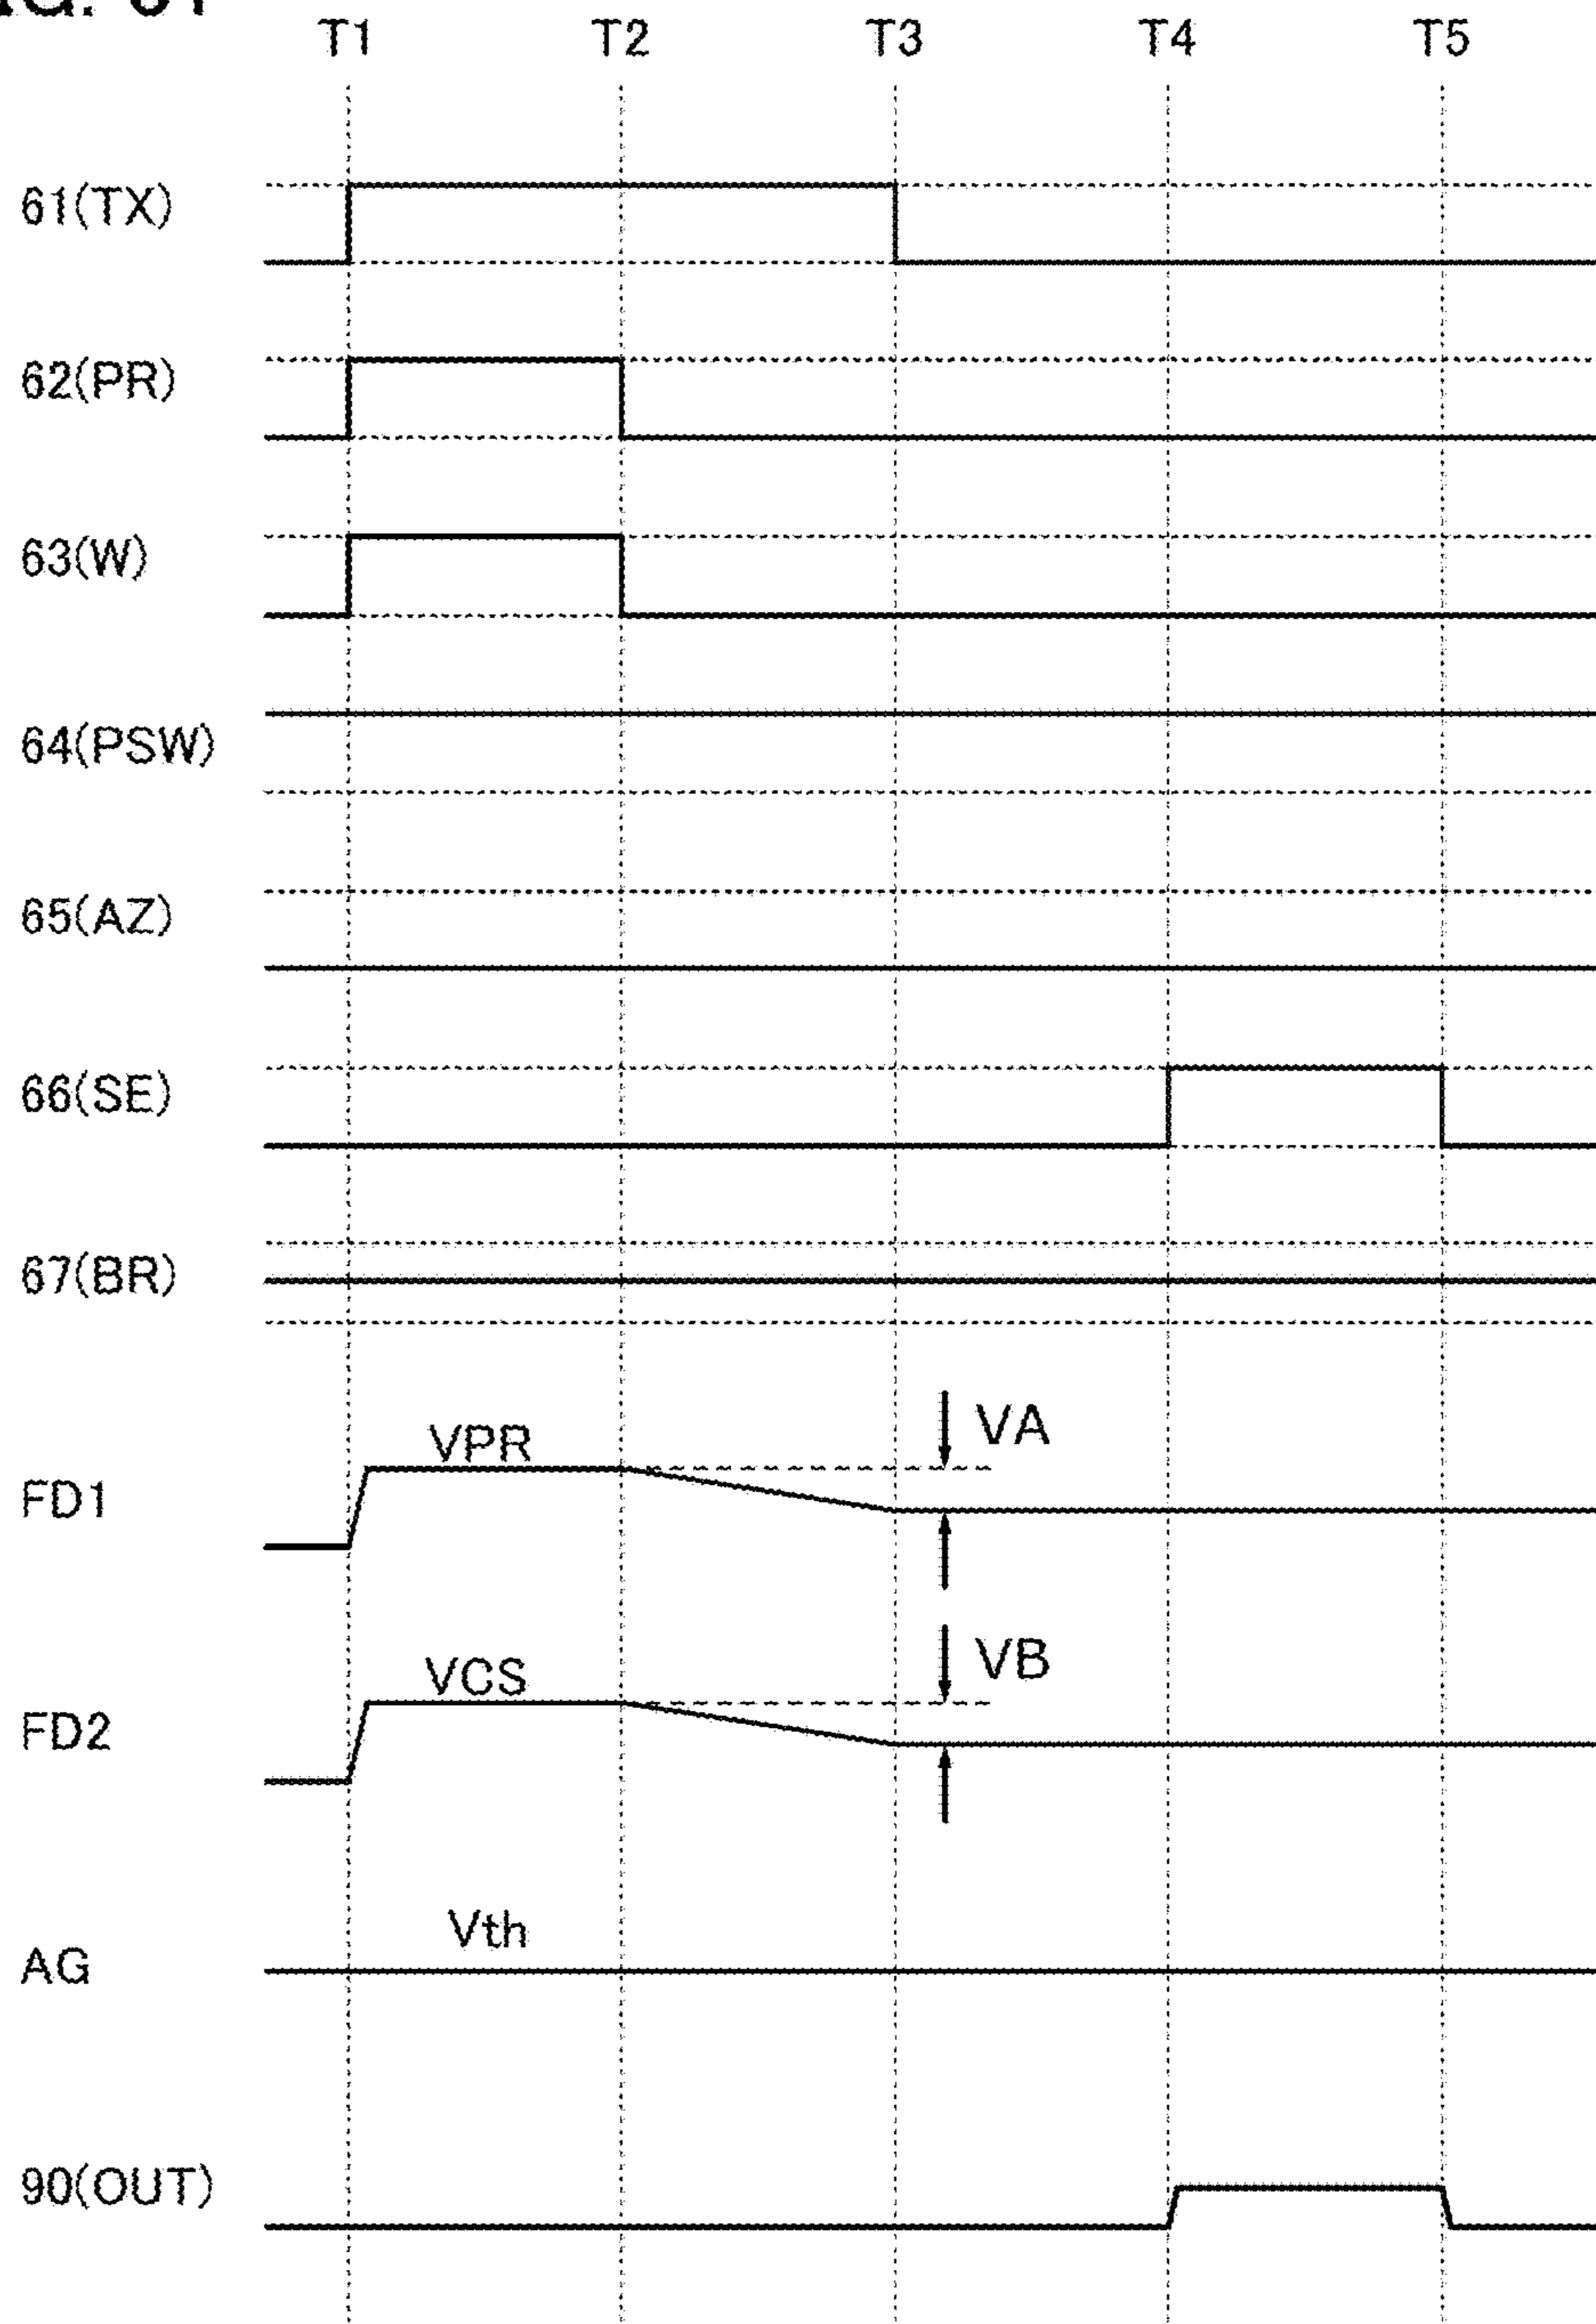 T1 T2 T3 T4 T5
61(TX)
62(PR)
63(W)
64(PSW)
65(AZ)
66(SE)
67(BR)
VPR
VA
FD1
VCS
VB
FD2
Vth
AG
90(OUT)